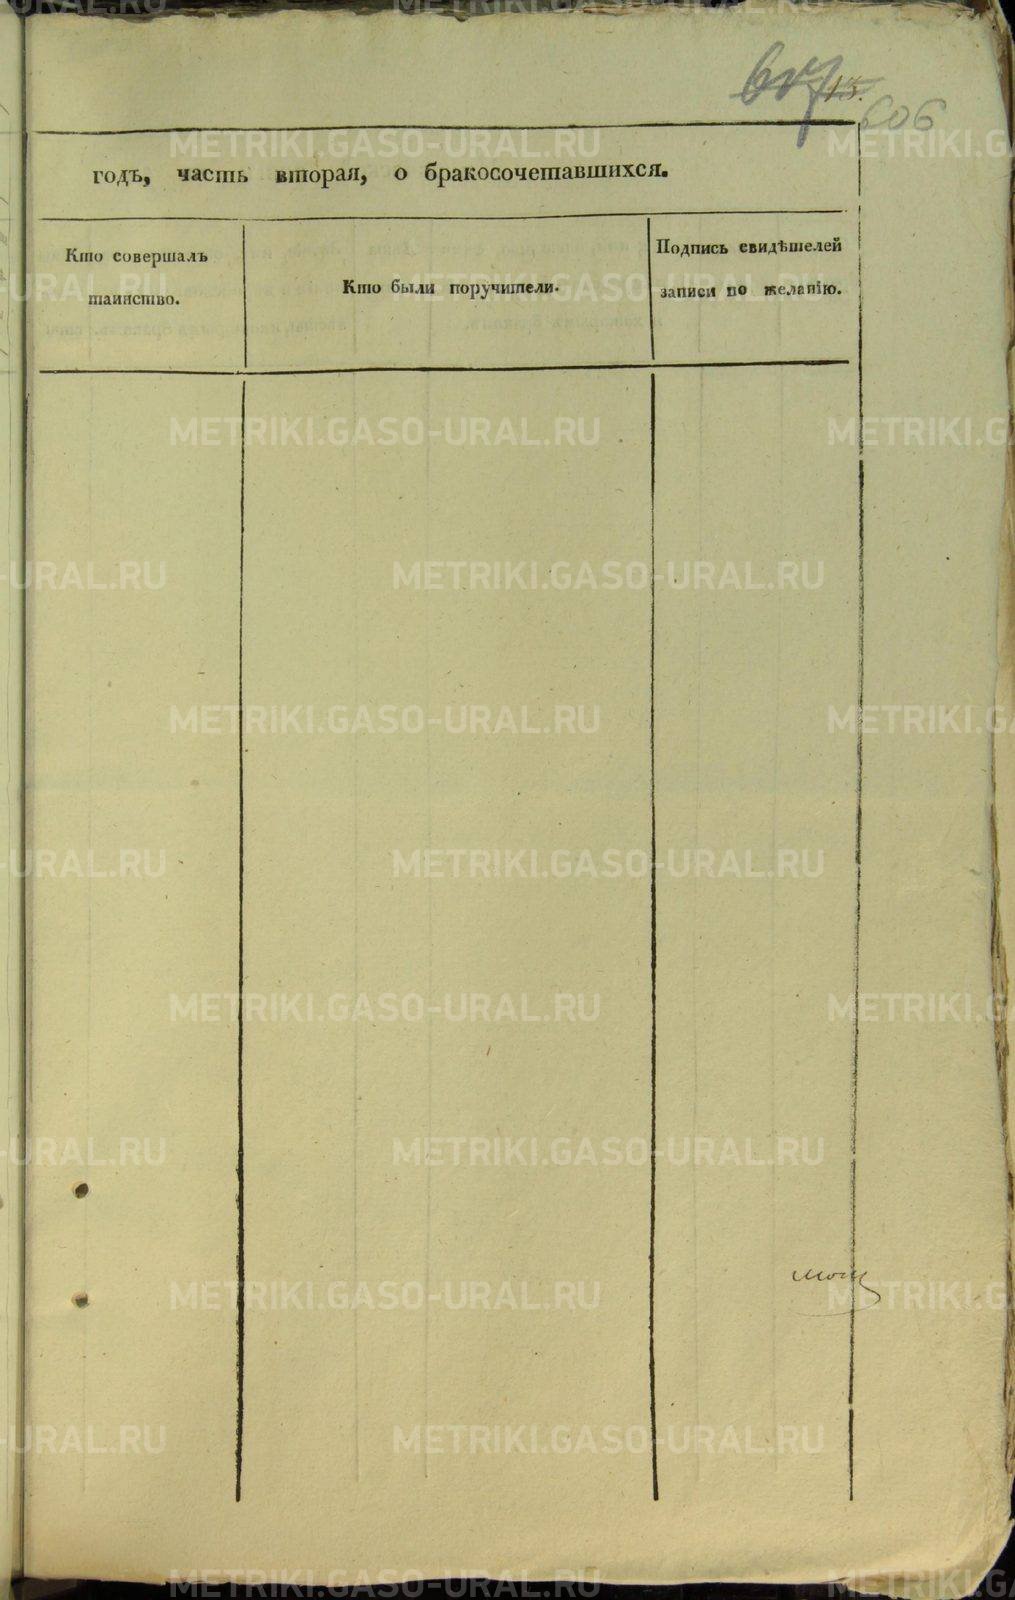 13.
606
годъ, часть вторая, о бракосочетавшихся.
Кто совершалъ
таинство.
Кто были поручители.
Подпись свидѣтелей
записи по желанію.
METRIKI.GASO-URAL.RU